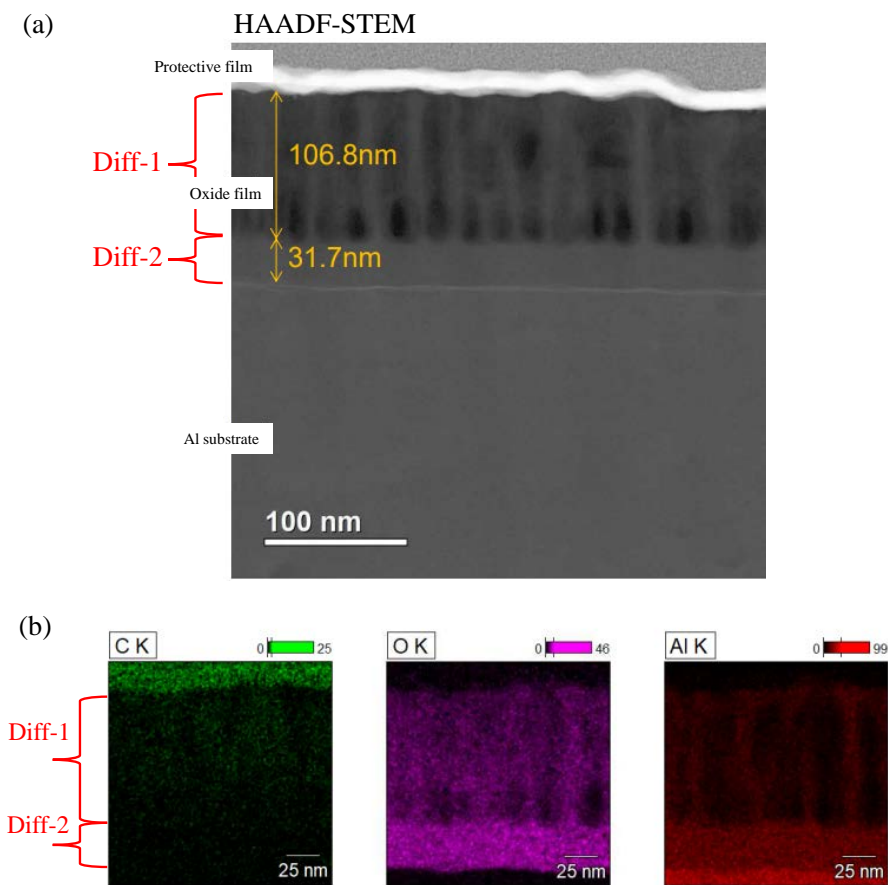 (a)
HAADF-STEM
Protective film
Diff-1
106.8nm
Oxide film
Diff-2
31.7nm
Al substrate
100 nm
(b)
C K
0 25
O K
0 46
Al K
0 99
Diff-1
Diff-2
25 nm
25 nm
25 nm